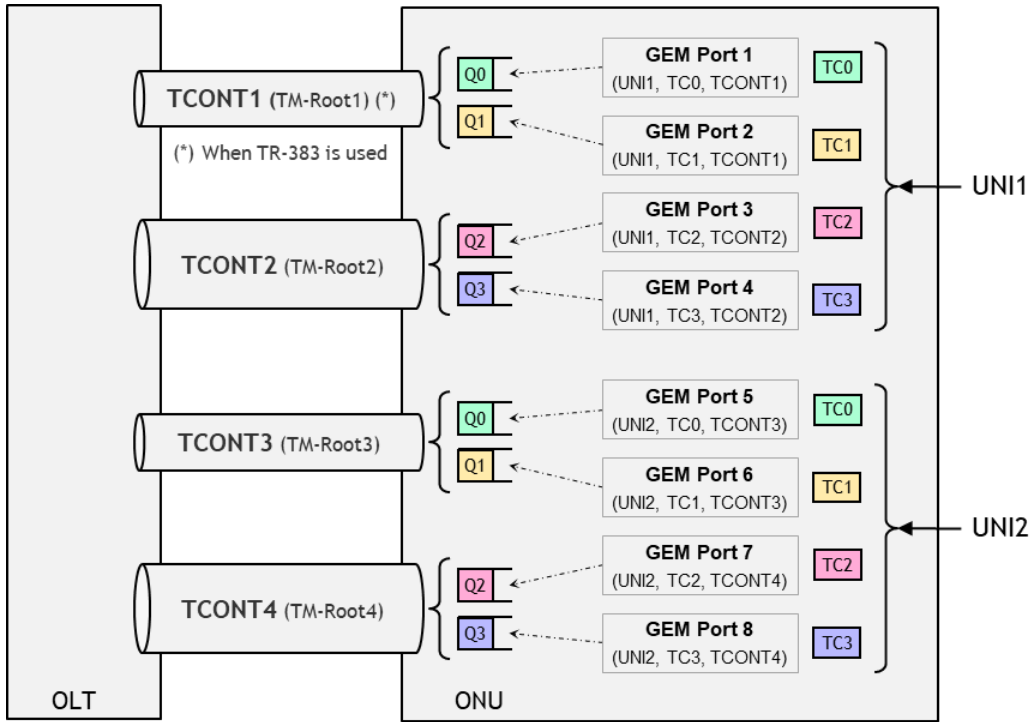 TCONT1 (TM-Root1) (*)
(*) When TR-383 is used
Q0
Q1
GEM Port 1
(UNI1, TC0, TCONT1)
TC0
GEM Port 2
(UNI1, TC1, TCONT1)
TC1
UNI1
TCONT2 (TM-Root2)
Q2
Q3
GEM Port 3
(UNI1, TC2, TCONT2)
TC2
GEM Port 4
(UNI1, TC3, TCONT2)
TC3
TCONT3 (TM-Root3)
Q0
Q1
GEM Port 5
(UNI2, TC0, TCONT3)
TC0
GEM Port 6
(UNI2, TC1, TCONT3)
TC1
UNI2
TCONT4 (TM-Root4)
Q2
Q3
GEM Port 7
(UNI2, TC2, TCONT4)
TC2
GEM Port 8
(UNI2, TC3, TCONT4)
TC3
OLT
ONU